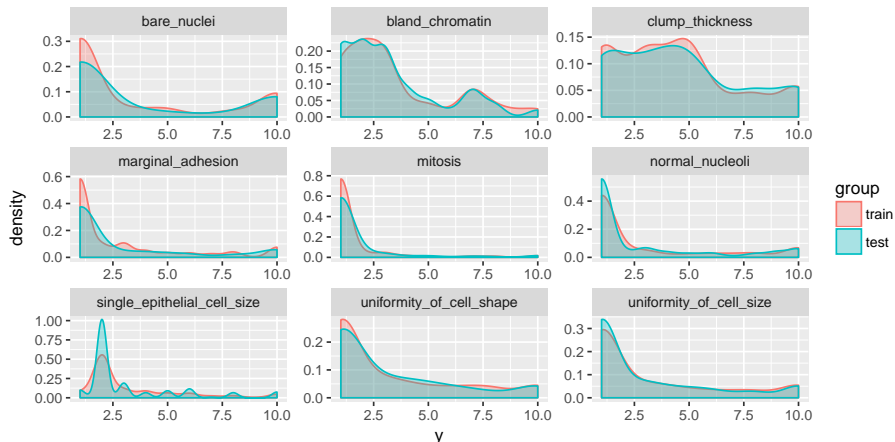 bare_nuclei bland_chromatin clump_thickness
0.3 0.2 0.1 0.0
0.20 0.15 0.10 0.05 0.00
0.15 0.10 0.05 0.00
2.5 5.0 7.5 10.0 2.5 5.0 7.5 10.0 2.5 5.0 7.5 10.0
marginal_adhesion mitosis normal_nucleoli
0.6 0.4 0.2 0.0
0.8 0.6 0.4 0.2 0.0
0.4 0.2 0.0
2.5 5.0 7.5 10.0 2.5 5.0 7.5 10.0 2.5 5.0 7.5 10.0
single_epithelial_cell_size uniformity_of_cell_shape uniformity_of_cell_size
1.00 0.75 0.50 0.25 0.00
0.2 0.1 0.0
0.3 0.2 0.1 0.0
2.5 5.0 7.5 10.0 2.5 5.0 7.5 10.0 2.5 5.0 7.5 10.0
density
group
train
test